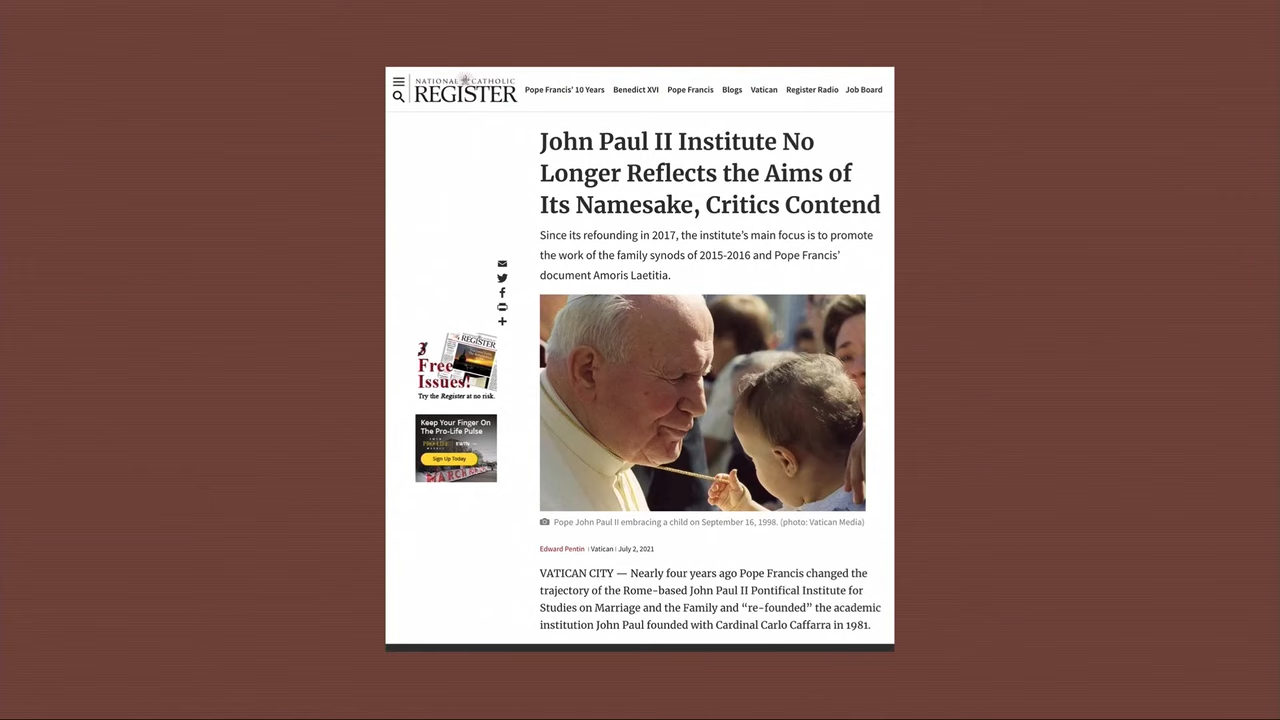 NATIONAL CATHOLIC
REGISTER
Pope Francis' 10 Years Benedict XVI Pope Francis Blogs Vatican Register Radio Job Board
John Paul II Institute No
Longer Reflects the Aims of
Its Namesake, Critics Contend
Since its refounding in 2017, the institute’s main focus is to promote
the work of the family synods of 2015-2016 and Pope Francis’
document Amoris Laetitia.
REGISTER
3
Free
Issues!
Try the Register at no risk.
Keep Your Finger On
The Pro-Life Pulse
PRO-LIFE
EWTN
Sign Up Today
MARCH
Pope John Paul II embracing a child on September 16, 1998. (photo: Vatican Media)
Edward Pentin | Vatican | July 2, 2021
VATICAN CITY — Nearly four years ago Pope Francis changed the
trajectory of the Rome-based John Paul II Pontifical Institute for
Studies on Marriage and the Family and “re-founded” the academic
institution John Paul founded with Cardinal Carlo Caffarra in 1981.